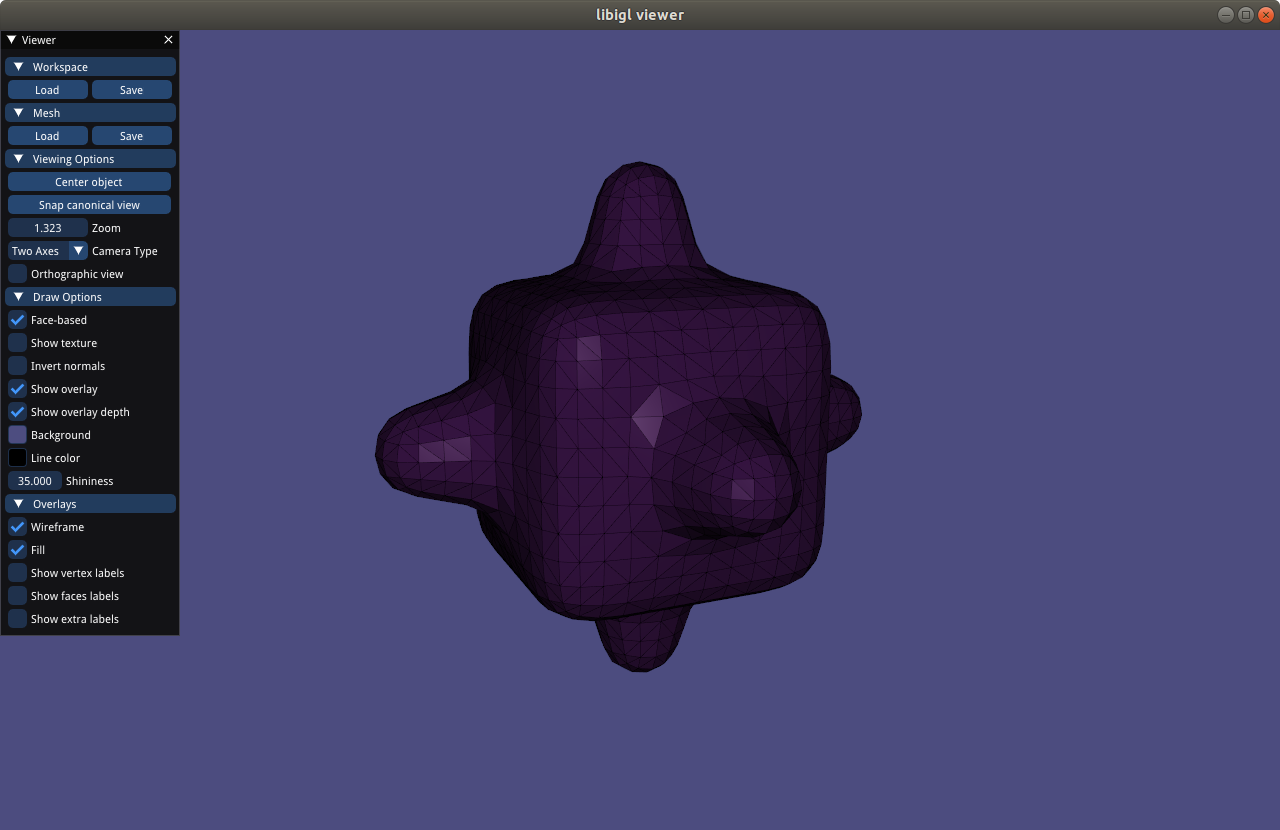 libigl viewer
Viewer
Workspace
Load Save
Mesh
Load Save
Viewing Options
Center object
Snap canonical view
1.323 Zoom
Two Axes Camera Type
Orthographic view
Draw Options
Face-based
Show texture
Invert normals
Show overlay
Show overlay depth
Background
Line color
35.000 Shininess
Overlays
Wireframe
Fill
Show vertex labels
Show faces labels
Show extra labels